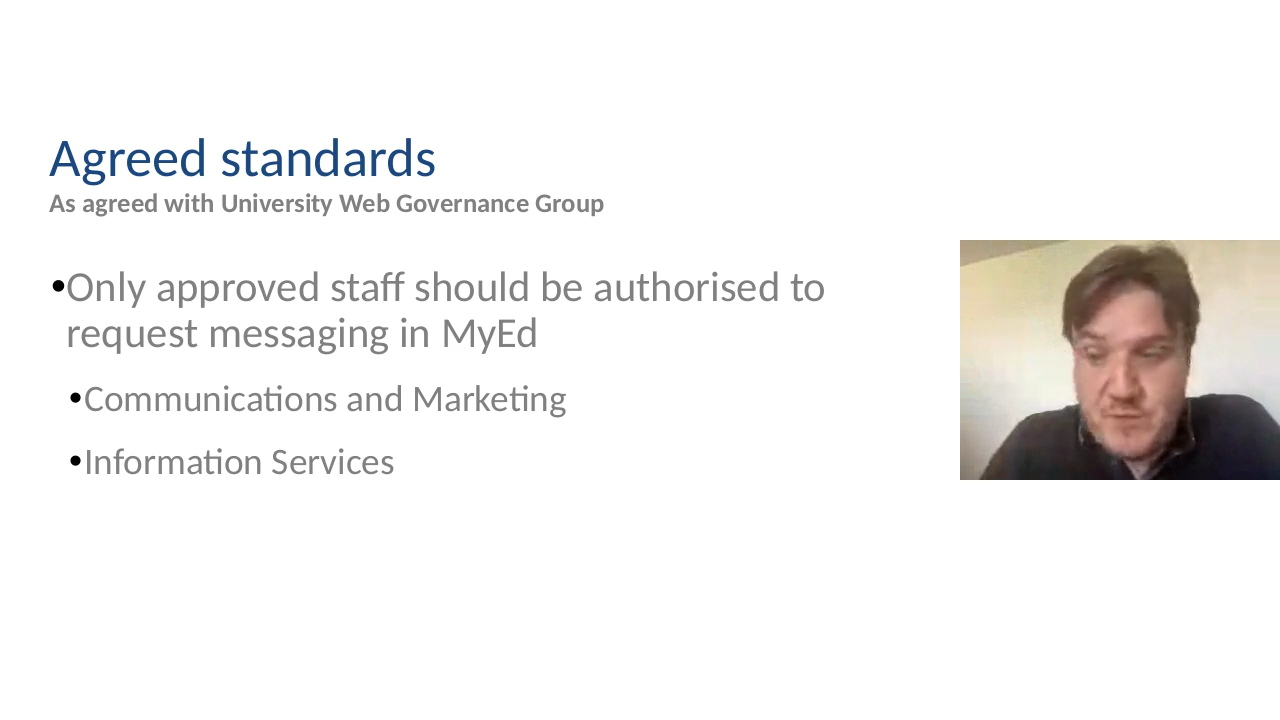 Agreed standards
As agreed with University Web Governance Group
•Only approved staff should be authorised to
request messaging in MyEd
•Communications and Marketing
•Information Services